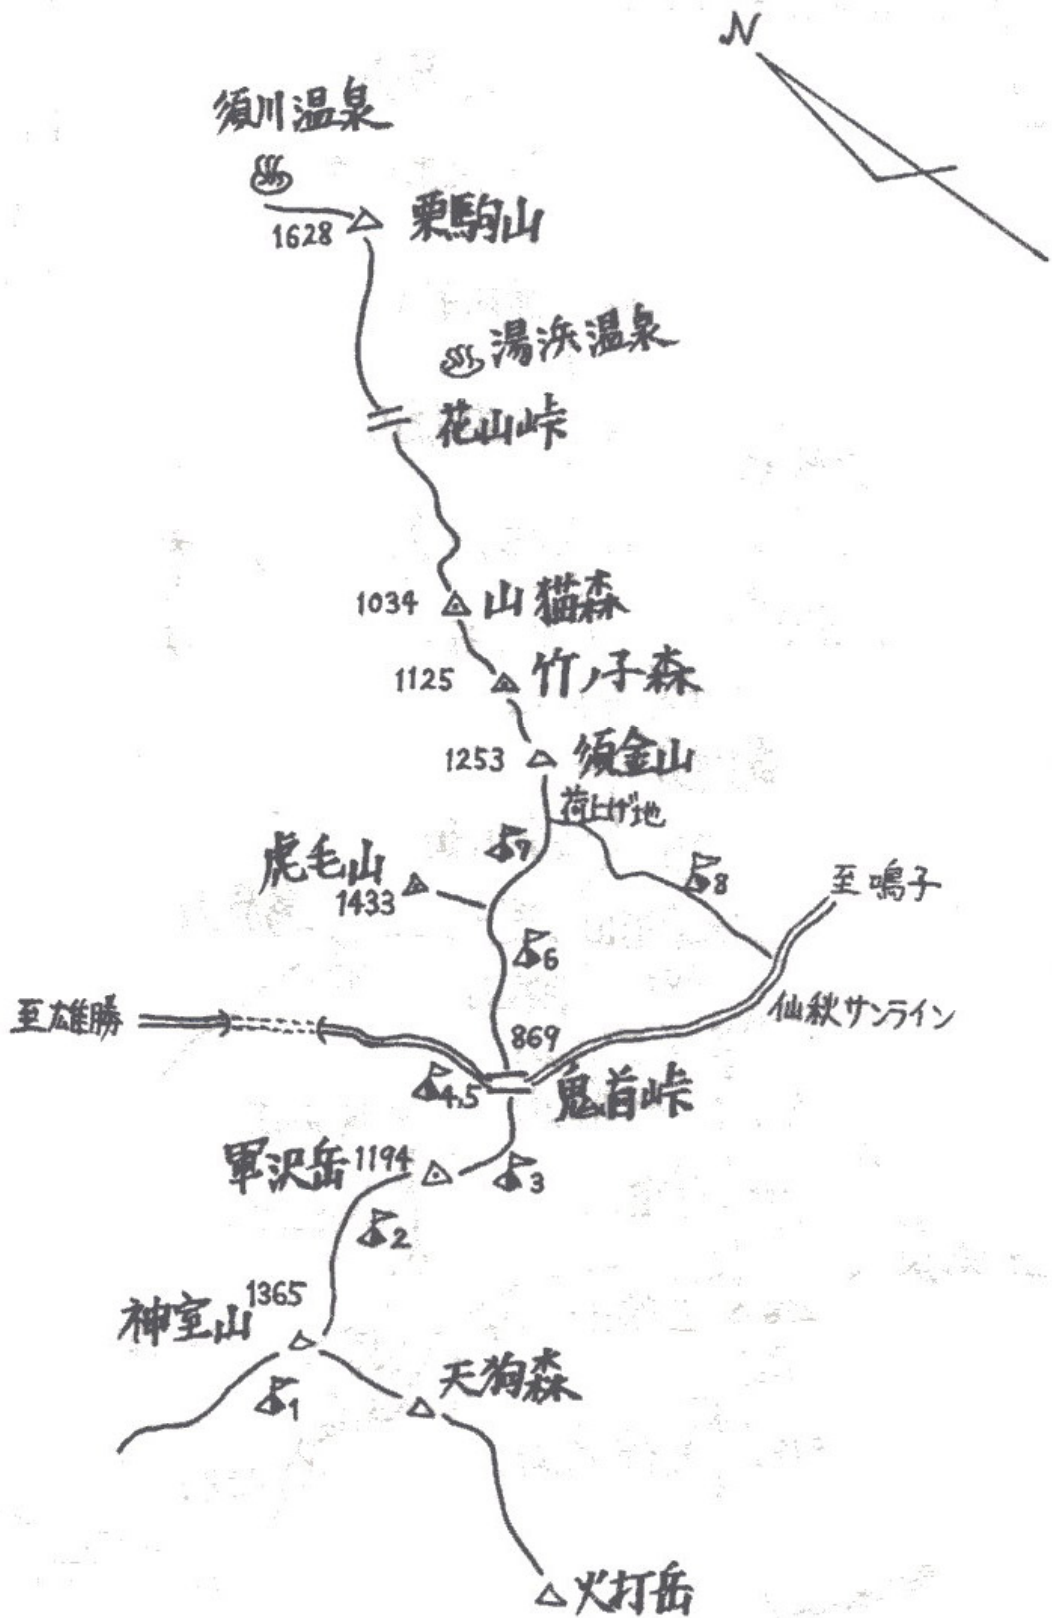 N
須川温泉
1628
栗駒山
湯浜温泉
花山峠
1034
山猫森
1125
竹ノ子森
1253
須金山
荷上げ地
7
虎毛山
1433
8
至鳴子
6
至雄勝
仙秋サンライン
869
4,5
鬼首峠
軍沢岳
1194
3
2
1365
神室山
天狗森
1
火打岳